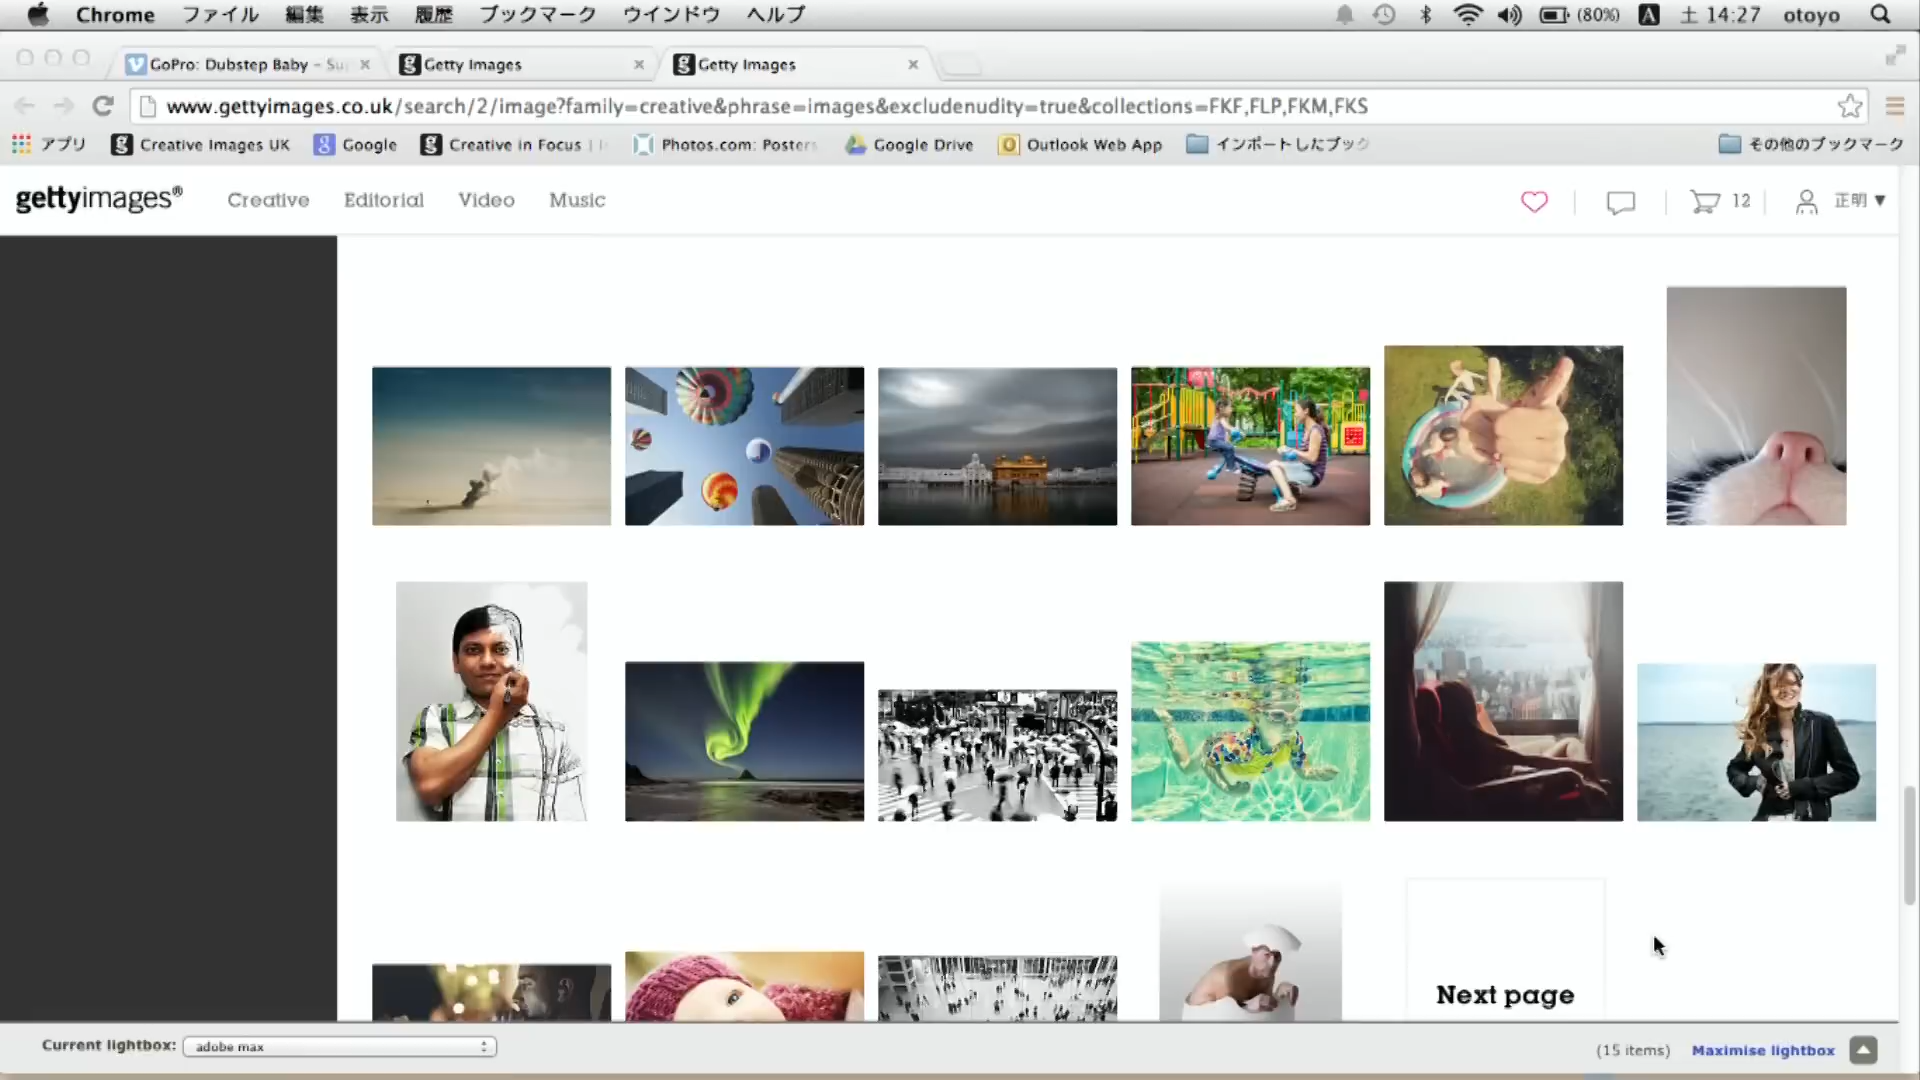 Chrome ファイル 編集 表示 履歴 ブックマーク ウインドウ ヘルプ (80%) A 土 14:27 otoyo
GoPro: Dubstep Baby – Su
Getty Images
Getty Images
www.gettyimages.co.uk/search/2/image?family=creative&phrase=images&excludenudity=true&collections=FKF,FLP,FKM,FKS
アプリ Creative Images UK Google Creative in Focus Photos.com: Posters Google Drive Outlook Web App インポートしたブック その他のブックマーク
gettyimages® Creative Editorial Video Music 12 正明
Next page
Current lightbox: adobe max (15 items) Maximise lightbox